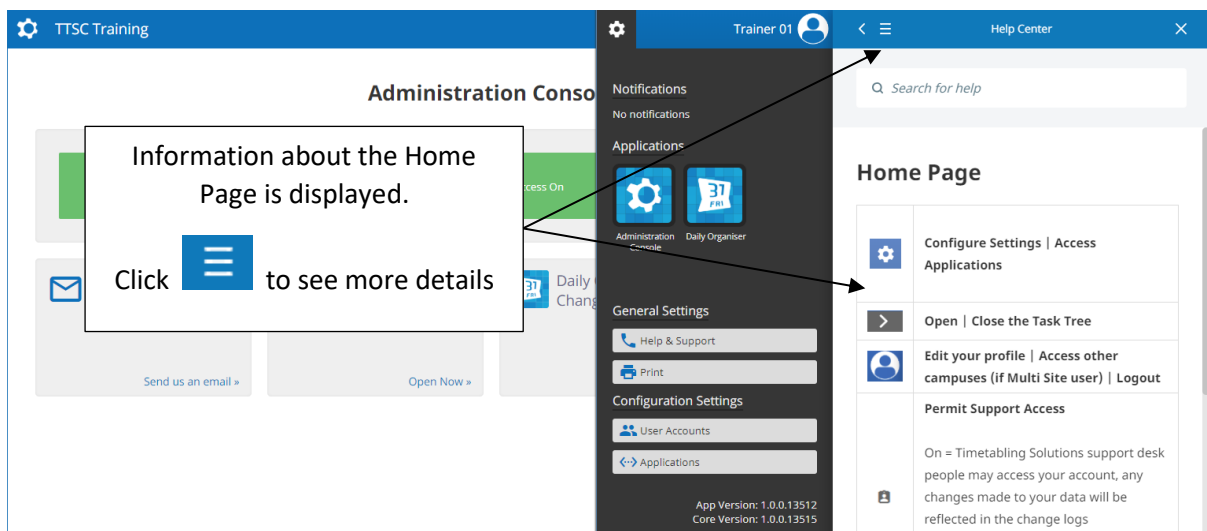 TTSC Training
Administration Conso
Information about the Home
Page is displayed.
Click to see more details
ccess On
Daily
Chang
Send us an email »
Open Now »
Trainer 01
Notifications
No notifications
Applications
Administration
Console
Daily Organiser
31
FRI
General Settings
Help & Support
Print
Configuration Settings
User Accounts
Applications
App Version: 1.0.0.13512
Core Version: 1.0.0.13515
Help Center
Search for help
Home Page
Configure Settings | Access
Applications
Open | Close the Task Tree
Edit your profile | Access other
campuses (if Multi Site user) | Logout
Permit Support Access
On = Timetabling Solutions support desk
people may access your account, any
changes made to your data will be
reflected in the change logs